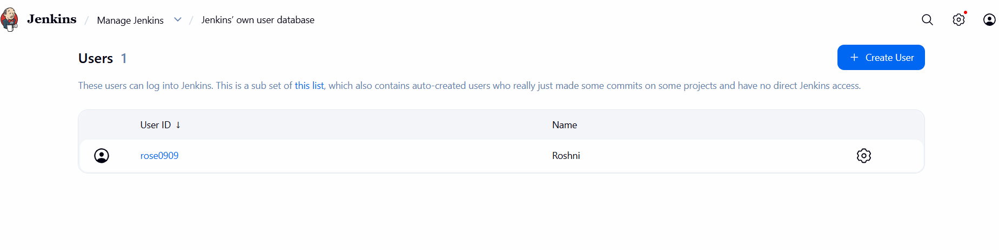 Jenkins / Manage Jenkins / Jenkins’ own user database
Users 1
+ Create User
These users can log into Jenkins. This is a sub set of this list, which also contains auto-created users who really just made some commits on some projects and have no direct Jenkins access.
User ID ↓ Name
rose0909 Roshni